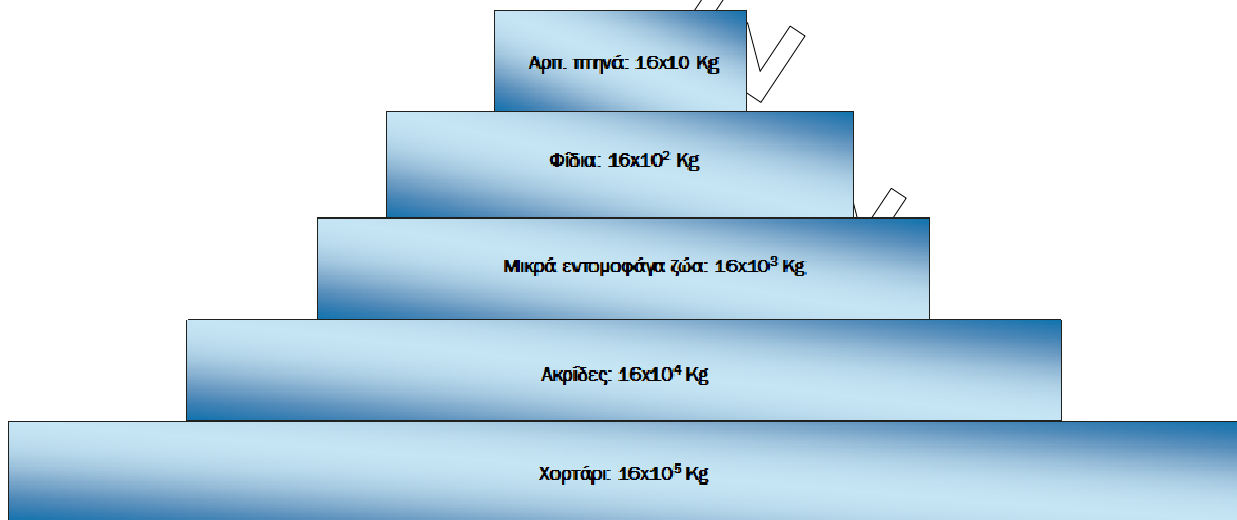 Αρπ. πτηνά: 16x10 Kg
Φίδια: 16x10² Kg
Μικρά εντομοφάγα ζώα: 16x10³ Kg
Ακρίδες: 16x10⁴ Kg
Χορτάρι: 16x10⁵ Kg